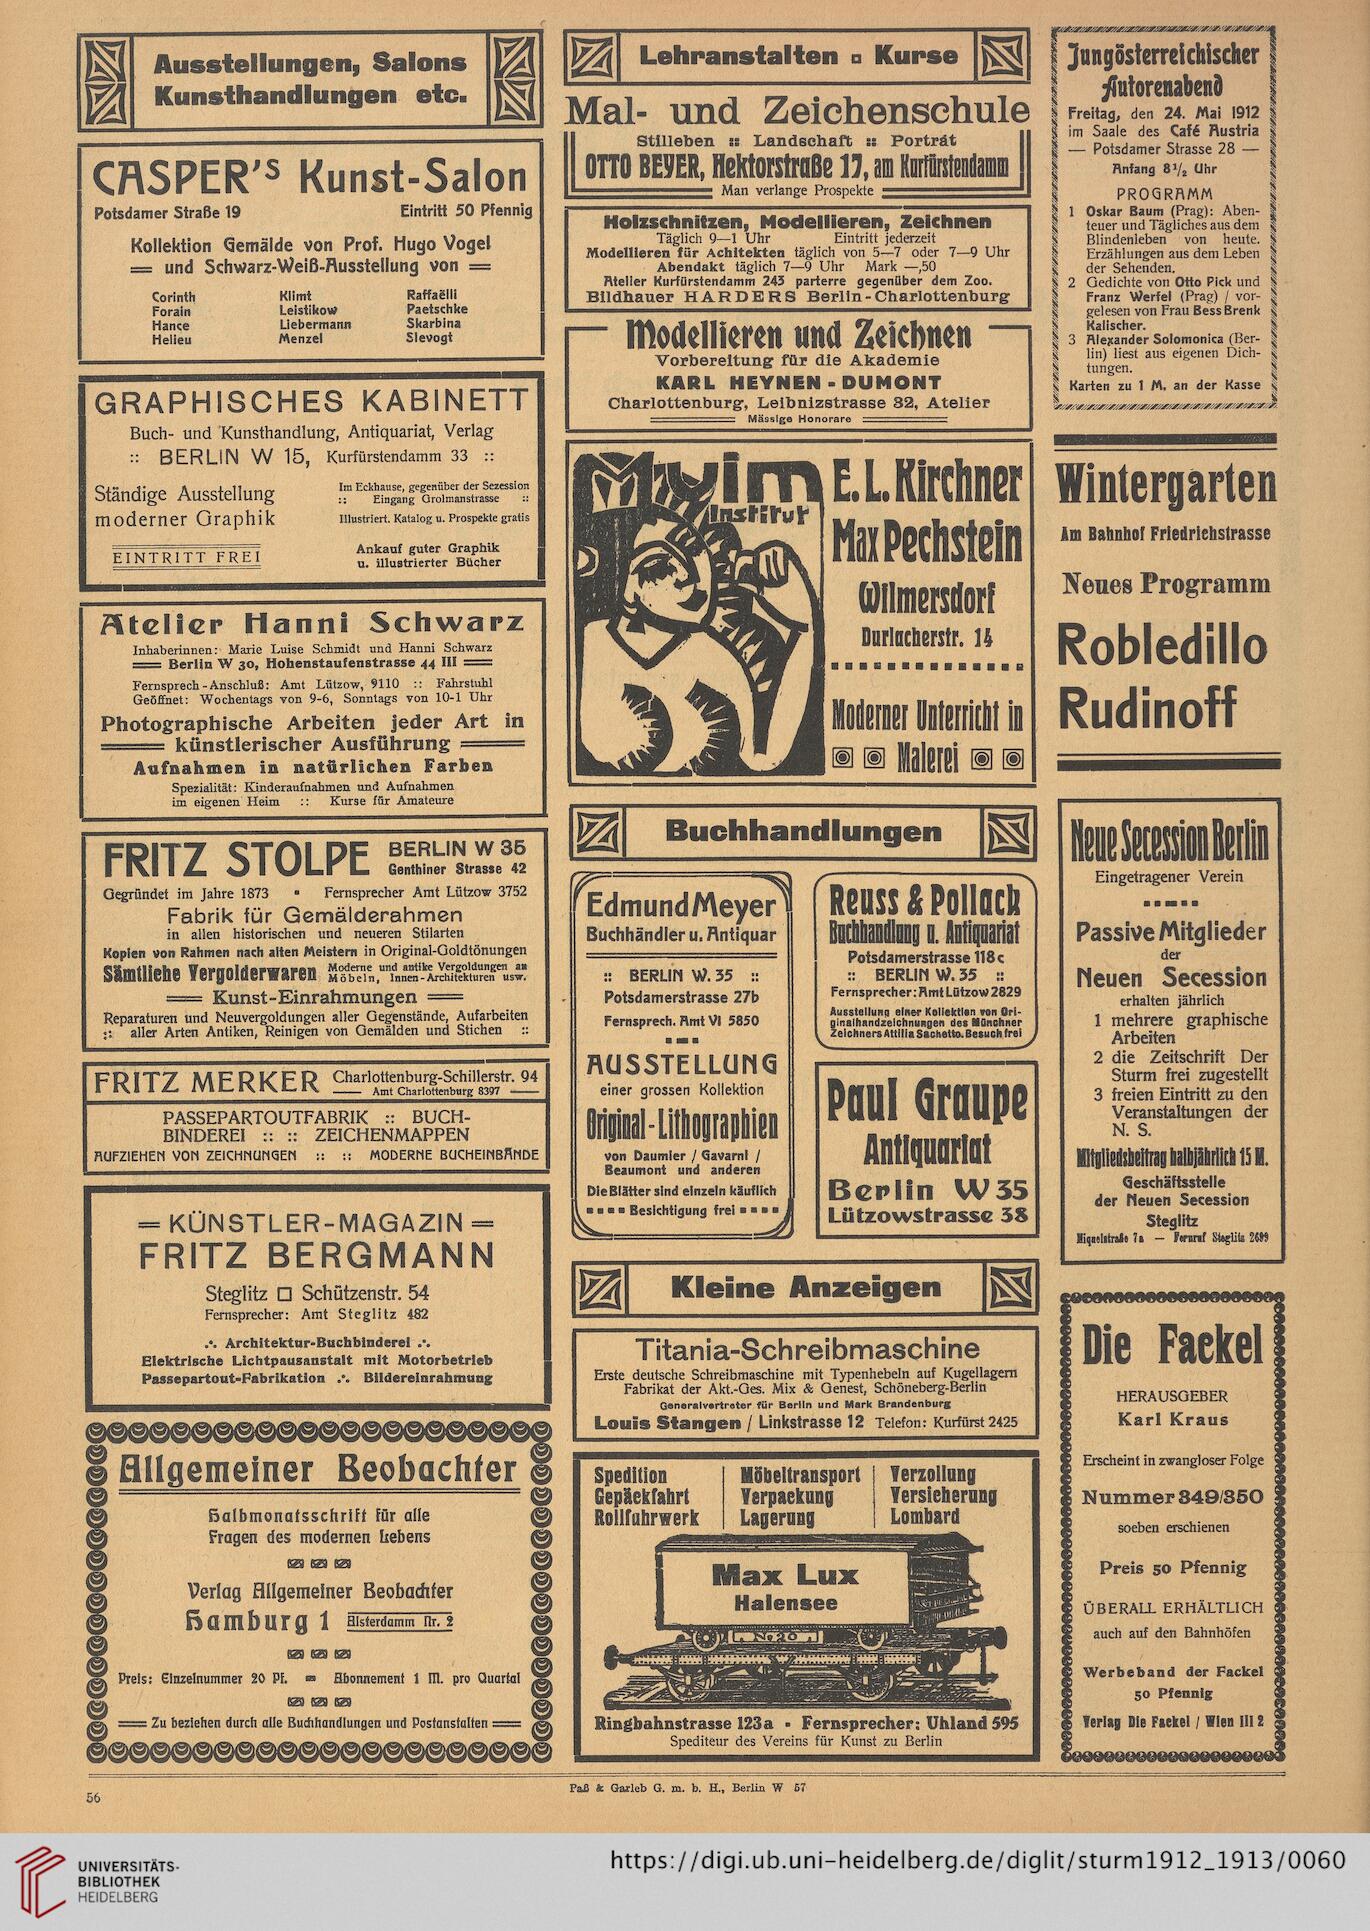 Ausstellungen, Salons
Kunsthandlungen etc.
CASPER'S Kunst-Salon
Potsdamer Straße 19 Eintritt 50 Pfennig
Kollektion Gemälde von Prof. Hugo Vogel
und Schwarz-Weiß-Ausstellung von
Corinth Klimt Raffaëlli
Forain Leistikow Paetschke
Hance Liebermann Skarbina
Helleu Menzel Slevogt
GRAPHISCHES KABINETT
Buch- und Kunsthandlung, Antiquariat, Verlag
:: BERLIN W 15, Kurfürstendamm 33 ::
Ständige Ausstellung
moderner Graphik
Im Eckhause, gegenüber der Sezession
:: Eingang Grolmanstrasse ::
Illustriert. Katalog u. Prospekte gratis
EINTRITT FREI
Ankauf guter Graphik
u. illustrierter Bücher
Atelier Hanni Schwarz
Inhaberinnen: Marie Luise Schmidt und Hanni Schwarz
Berlin W 30, Hohenstaufenstrasse 44 III
Fernsprech-Anschluß: Amt Lützow, 9110 :: Fahrstuhl
Geöffnet: Wochentags von 9-6, Sonntags von 10-1 Uhr
Photographische Arbeiten jeder Art in
künstlerischer Ausführung
Aufnahmen in natürlichen Farben
Spezialität: Kinderaufnahmen und Aufnahmen
im eigenen Heim :: Kurse für Amateure
FRITZ STOLPE BERLIN W 35
Genthiner Strasse 42
Gegründet im Jahre 1873 ▪ Fernsprecher Amt Lützow 3752
Fabrik für Gemälderahmen
in allen historischen und neueren Stilarten
Kopien von Rahmen nach alten Meistern in Original-Goldtönungen
Sämtliche Vergolderwaren Moderne und antike Vergoldungen an
Möbeln, Innen-Architekturen usw.
Kunst-Einrahmungen
Reparaturen und Neuvergoldungen aller Gegenstände, Aufarbeiten
:: aller Arten Antiken, Reinigen von Gemälden und Stichen ::
FRITZ MERKER Charlottenburg-Schillerstr. 94
Amt Charlottenburg 8397
PASSEPARTOUTFABRIK :: BUCH-
BINDEREI :: :: ZEICHENMAPPEN
AUFZIEHEN VON ZEICHNUNGEN :: :: MODERNE BUCHEINBÄNDE
KÜNSTLER-MAGAZIN
FRITZ BERGMANN
Steglitz □ Schützenstr. 54
Fernsprecher: Amt Steglitz 482
∴ Architektur-Buchbinderei ∴
Elektrische Lichtpausanstalt mit Motorbetrieb
Passepartout-Fabrikation ∴ Bildereinrahmung
Allgemeiner Beobachter
Halbmonatsschrift für alle
Fragen des modernen Lebens
Verlag Allgemeiner Beobachter
Hamburg 1 Alsterdamm Nr. 2
Preis: Einzelnummer 20 Pf. Abonnement 1 M. pro Quartal
Zu beziehen durch alle Buchhandlungen und Postanstalten
Lehranstalten ▫ Kurse
Mal- und Zeichenschule
Stilleben :: Landschaft :: Porträt
OTTO BEYER, Hektorstraße 17, am Kurfürstendamm
Man verlange Prospekte
Holzschnitzen, Modellieren, Zeichnen
Täglich 9—1 Uhr Eintritt jederzeit
Modellieren für Achitekten täglich von 5—7 oder 7—9 Uhr
Abendakt täglich 7—9 Uhr Mark —,50
Atelier Kurfürstendamm 243 parterre gegenüber dem Zoo.
Bildhauer HARDERS Berlin-Charlottenburg
Modellieren und Zeichnen
Vorbereitung für die Akademie
KARL HEYNEN-DUMONT
Charlottenburg, Leibnizstrasse 32, Atelier
Mässige Honorare
Muim
Institut
E. L. Kirchner
Max Pechstein
Wilmersdorf
Durlacherstr. 14
Moderner Unterricht in
Malerei
Buchhandlungen
Edmund Meyer
Buchhändler u. Antiquar
:: BERLIN W. 35 ::
Potsdamerstrasse 27b
Fernsprech. Amt VI 5850
AUSSTELLUNG
einer grossen Kollektion
Original-Lithographien
von Daumier / Gavarni /
Beaumont und anderen
Die Blätter sind einzeln käuflich
Besichtigung frei
Reuss & Pollack
Buchhandlung u. Antiquariat
Potsdamerstrasse 118c
:: BERLIN W. 35 ::
Fernsprecher: Amt Lützow 2829
Ausstellung einer Kollektion von Ori-
ginalhandzeichnungen des Münchner
Zeichners Attilia Sachetto. Besuch frei
Paul Graupe
Antiquariat
Berlin W 35
Lützowstrasse 38
Kleine Anzeigen
Titania-Schreibmaschine
Erste deutsche Schreibmaschine mit Typenhebeln auf Kugellagern
Fabrikat der Akt.-Ges. Mix & Genest, Schöneberg-Berlin
Generalvertreter für Berlin und Mark Brandenburg
Louis Stangen / Linkstrasse 12 Telefon: Kurfürst 2425
Spedition Möbeltransport Verzollung
Gepäckfahrt Verpackung Versicherung
Rollfuhrwerk Lagerung Lombard
Max Lux
Halensee
No 20
Ringbahnstrasse 123a ▪ Fernsprecher: Uhland 595
Spediteur des Vereins für Kunst zu Berlin
Jungösterreichischer
Autorenabend
Freitag, den 24. Mai 1912
im Saale des Café Austria
— Potsdamer Strasse 28 —
Anfang 8½ Uhr
PROGRAMM
1 Oskar Baum (Prag): Aben-
teuer und Tägliches aus dem
Blindenleben von heute.
Erzählungen aus dem Leben
der Sehenden.
2 Gedichte von Otto Pick und
Franz Werfel (Prag) / vor-
gelesen von Frau Bess Brenk
Kalischer.
3 Alexander Solomonica (Ber-
lin) liest aus eigenen Dich-
tungen.
Karten zu 1 M. an der Kasse
Wintergarten
Am Bahnhof Friedrichstrasse
Neues Programm
Robledillo
Rudinoff
Neue Secession Berlin
Eingetragener Verein
Passive Mitglieder
der
Neuen Secession
erhalten jährlich
1 mehrere graphische
Arbeiten
2 die Zeitschrift Der
Sturm frei zugestellt
3 freien Eintritt zu den
Veranstaltungen der
N. S.
Mitgliedsbeitrag halbjährlich 15 M.
Geschäftsstelle
der Neuen Secession
Steglitz
Miquelstraße 7a — Fernruf Steglitz 2699
Die Fackel
HERAUSGEBER
Karl Kraus
Erscheint in zwangloser Folge
Nummer 349/350
soeben erschienen
Preis 50 Pfennig
ÜBERALL ERHÄLTLICH
auch auf den Bahnhöfen
Werbeband der Fackel
50 Pfennig
Verlag Die Fackel / Wien III 2
56
Paß & Garleb G. m. b. H., Berlin W 57
UNIVERSITÄTS-
BIBLIOTHEK
HEIDELBERG
https://digi.ub.uni-heidelberg.de/diglit/sturm1912_1913/0060